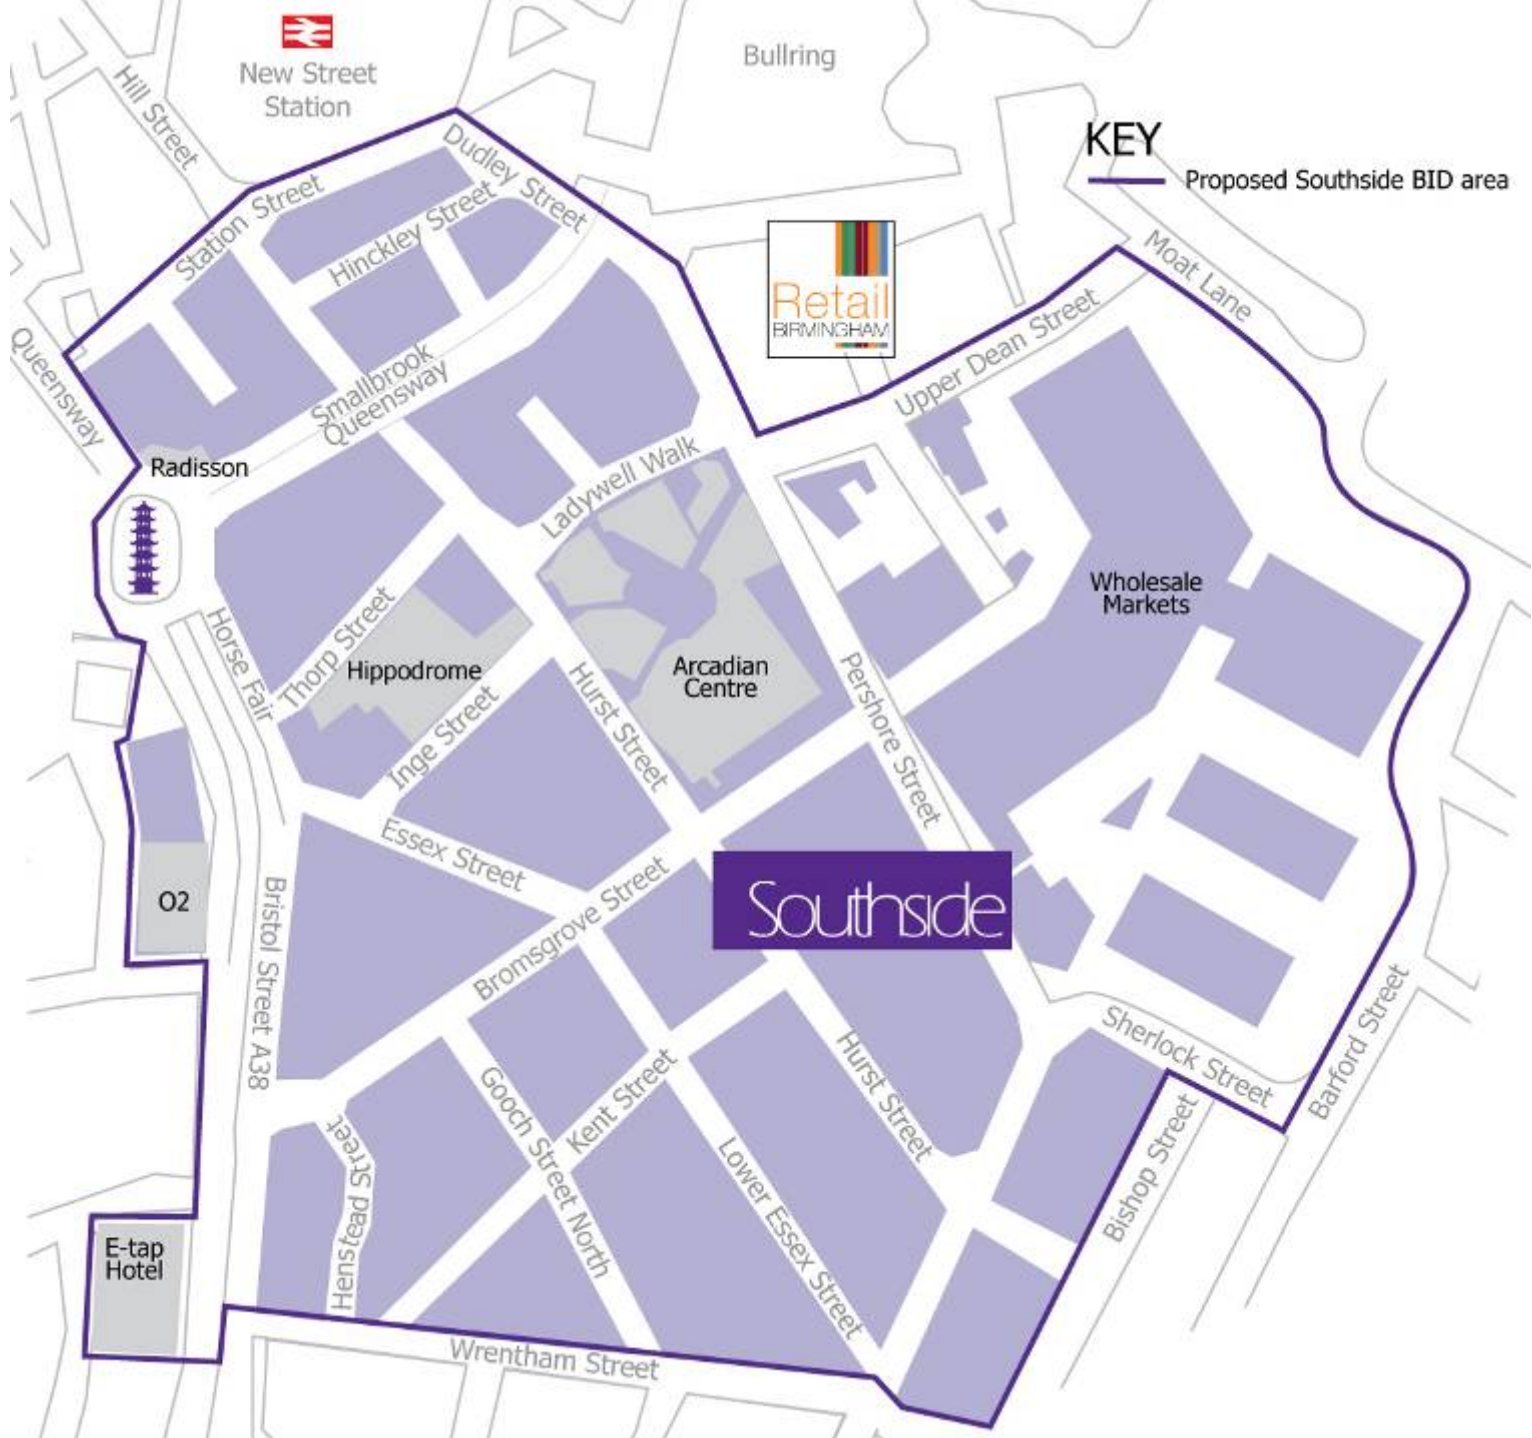 New Street
Station
Bullring
Hill Street
KEY
Proposed Southside BID area
Dudley Street
Station Street
Hinckley Street
Moat Lane
Retail
BIRMINGHAM
Queensway
Smallbrook
Queensway
Upper Dean Street
Radisson
Ladywell Walk
Wholesale
Markets
Horse Fair
Thorp Street
Hippodrome
Hurst Street
Arcadian
Centre
Pershore Street
Inge Street
Essex Street
O2
Bristol Street A38
Bromsgrove Street
Southside
Sherlock Street
Barford Street
Hurst Street
Gooch Street North
Kent Street
Henstead Street
Lower Essex Street
Bishop Street
E-tap
Hotel
Wrentham Street